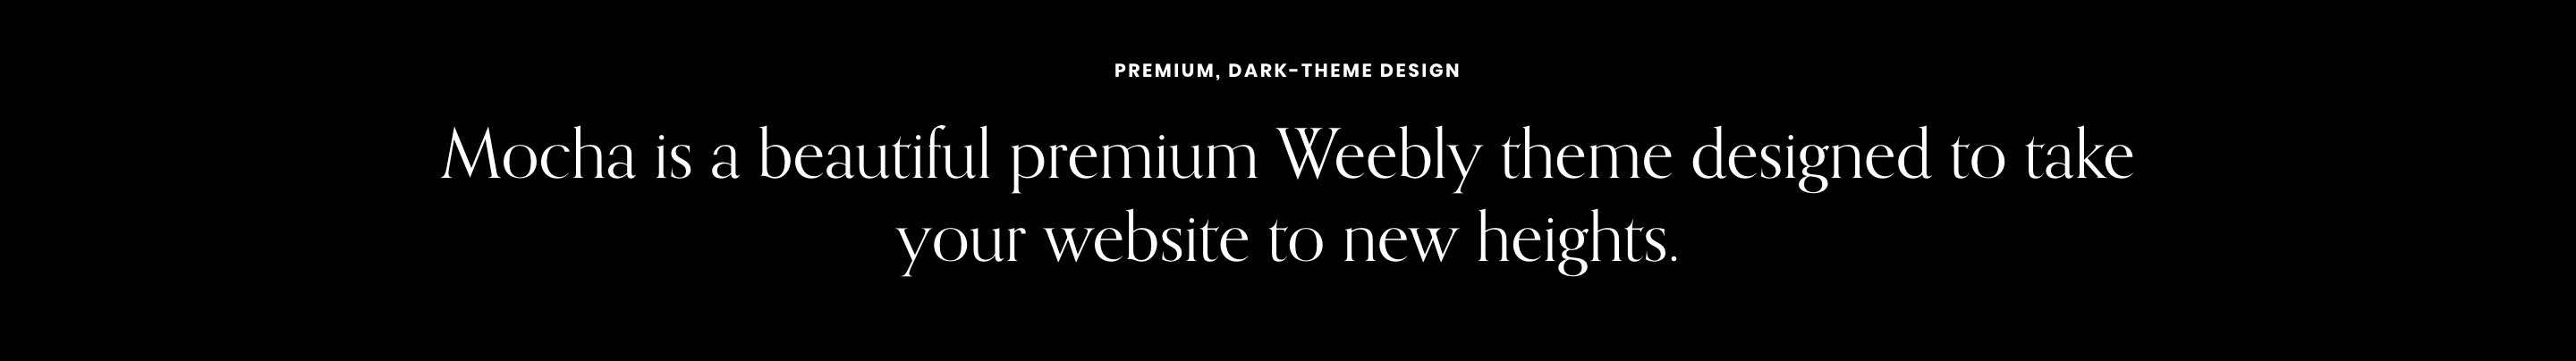 PREMIUM, DARK-THEME DESIGN
Mocha is a beautiful premium Weebly theme designed to take
your website to new heights.